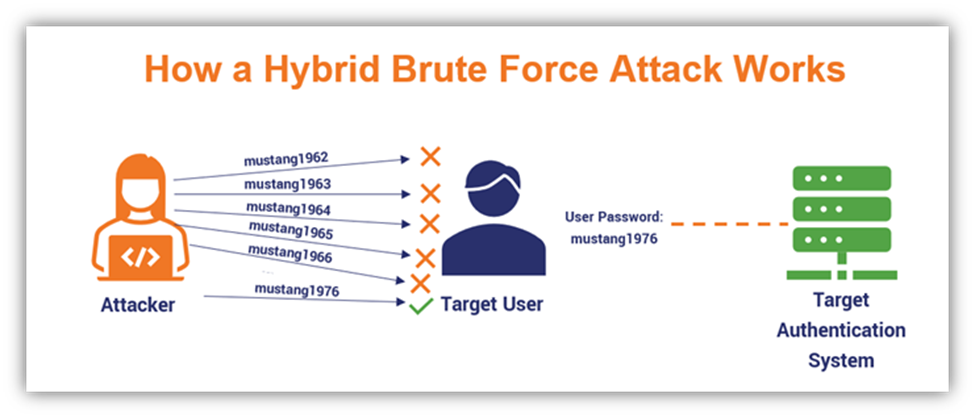 How a Hybrid Brute Force Attack Works
mustang1962
mustang1963
mustang1964
mustang1965
mustang1966
...
mustang1976
Attacker
Target User
User Password:
mustang1976
Target
Authentication
System